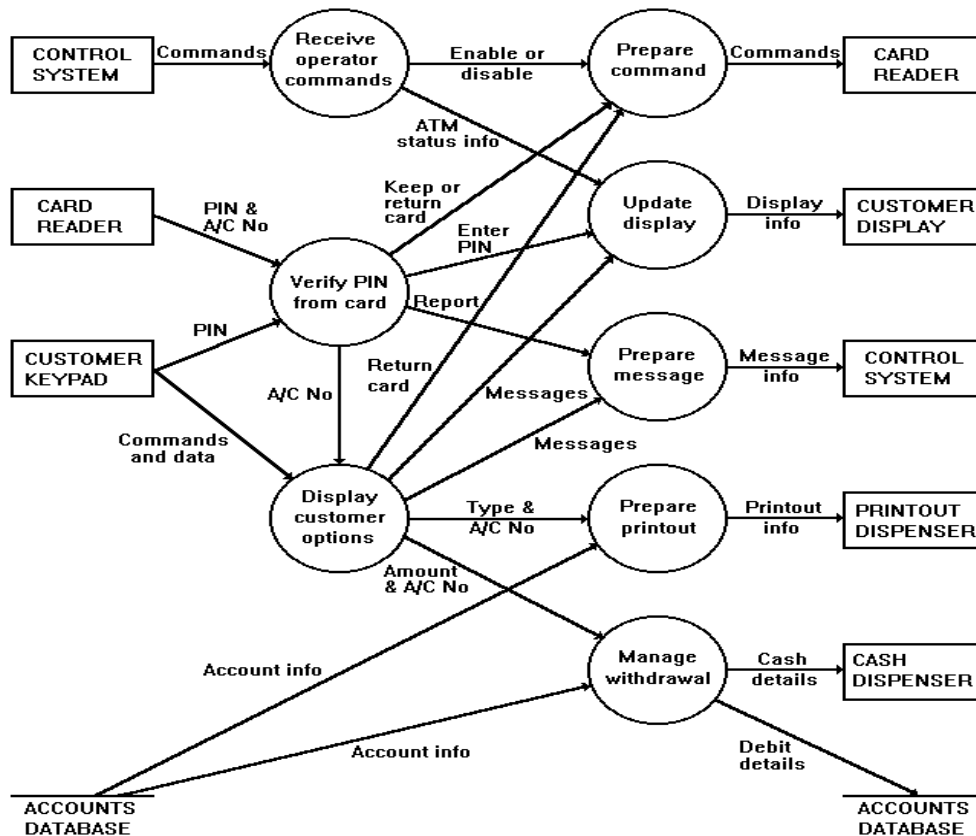 CONTROL
SYSTEM
Commands
Receive
operator
commands
Enable or
disable
Prepare
command
Commands
CARD
READER
ATM
status info
CARD
READER
PIN &
A/C No
Keep or
return
card
Enter
PIN
Update
display
Display
info
CUSTOMER
DISPLAY
Verify PIN
from card
Report
PIN
CUSTOMER
KEYPAD
A/C No
Return
card
Messages
Prepare
message
Message
info
CONTROL
SYSTEM
Commands
and data
Messages
Display
customer
options
Type &
A/C No
Prepare
printout
Printout
info
PRINTOUT
DISPENSER
Amount
& A/C No
Account info
Manage
withdrawal
Cash
details
CASH
DISPENSER
Account info
Debit
details
ACCOUNTS
DATABASE
ACCOUNTS
DATABASE